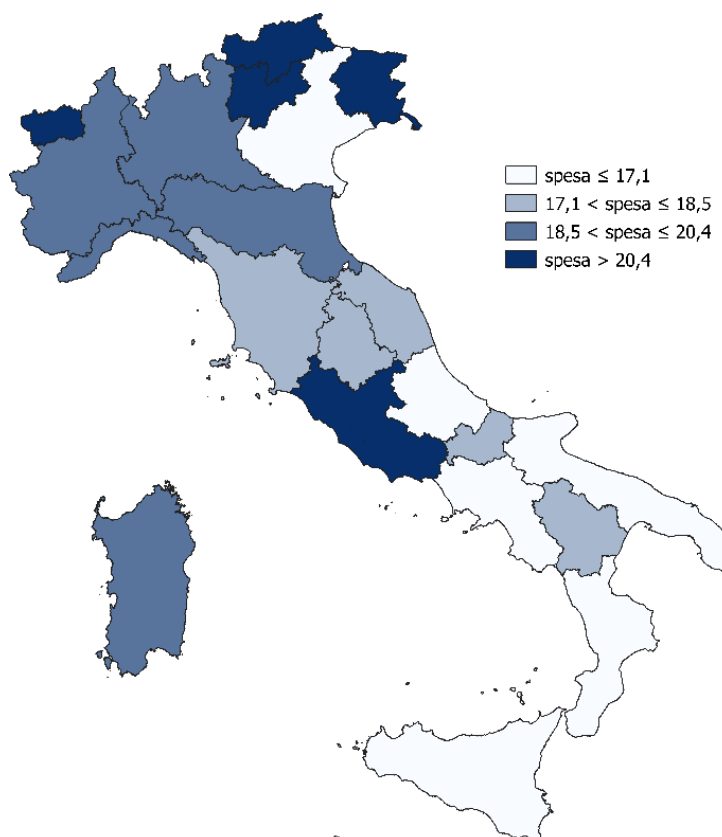 spesa ≤ 17,1
17,1 < spesa ≤ 18,5
18,5 < spesa ≤ 20,4
spesa > 20,4